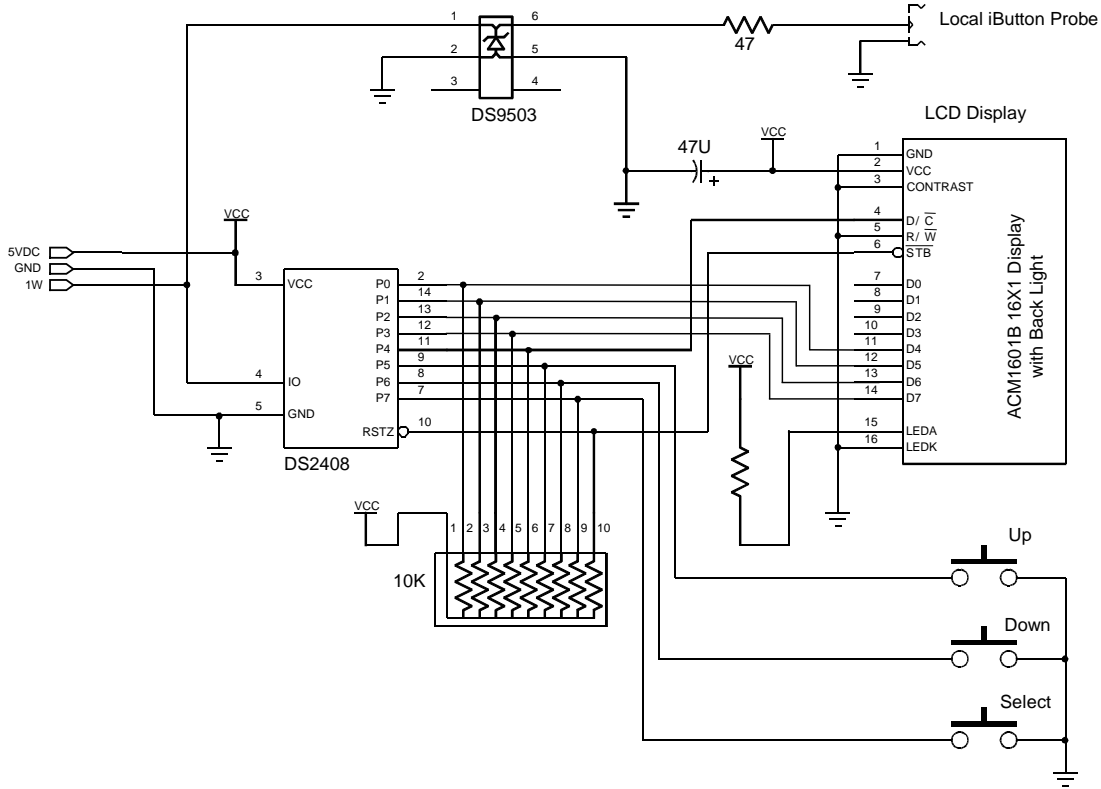 1
6
Local iButton Probe
47
2
5
3
4
DS9503
LCD Display
VCC
47U
+
1
GND
2
VCC
3
CONTRAST
4
D/ C
5
R/ W
6
STB
7
D0
8
D1
9
D2
10
D3
11
D4
12
D5
13
D6
14
D7
15
LEDA
16
LEDK
ACM1601B 16X1 Display
with Back Light
VCC
5VDC
GND
1W
3
VCC
4
IO
5
GND
P0
2
P1
14
P2
13
P3
12
P4
11
P5
9
P6
8
P7
7
RSTZ
10
DS2408
VCC
VCC
1 2 3 4 5 6 7 8 9 10
10K
Up
Down
Select